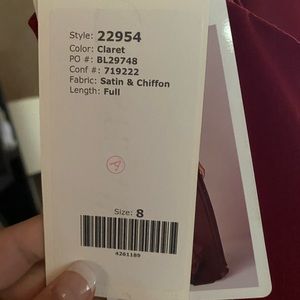 Style: 22954
Color: Claret
PO #: BL29748
Conf #: 719222
Fabric: Satin & Chiffon
Length: Full
Size: 8
4261189